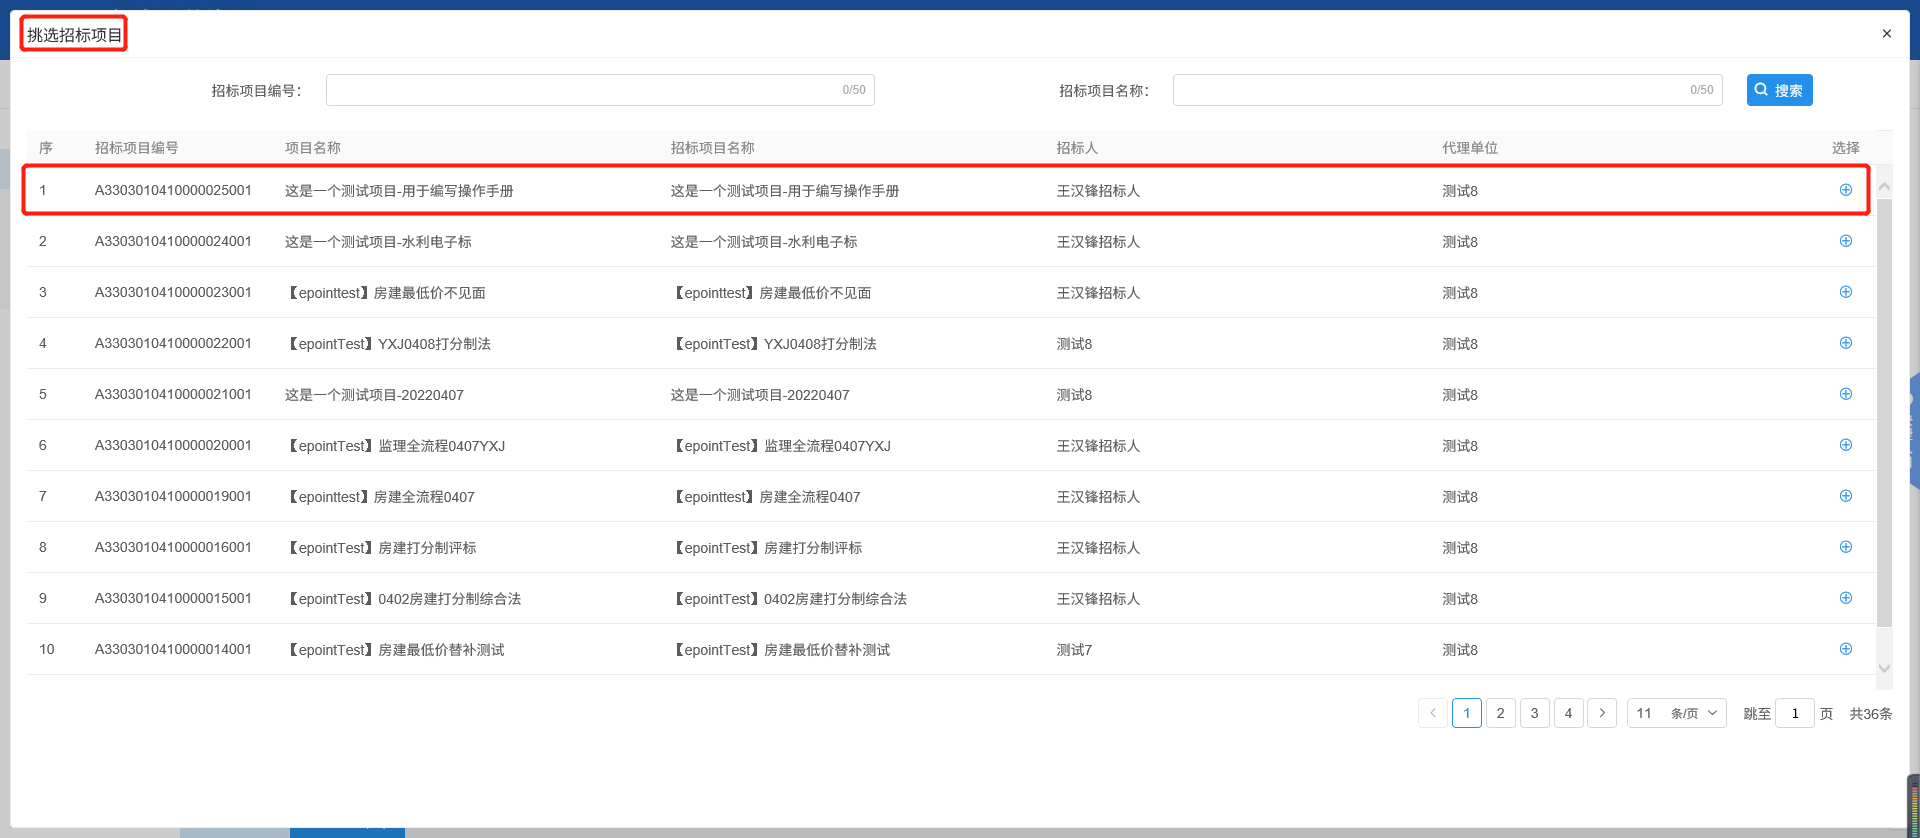 挑选招标项目
×
招标项目编号: 0/50 招标项目名称: 0/50 搜索
序 招标项目编号 项目名称 招标项目名称 招标人 代理单位 选择
1 A3303010410000025001 这是一个测试项目-用于编写操作手册 这是一个测试项目-用于编写操作手册 王汉锋招标人 测试8
2 A3303010410000024001 这是一个测试项目-水利电子标 这是一个测试项目-水利电子标 王汉锋招标人 测试8
3 A3303010410000023001 【epointtest】房建最低价不见面 【epointtest】房建最低价不见面 王汉锋招标人 测试8
4 A3303010410000022001 【epointTest】YXJ0408打分制法 【epointTest】YXJ0408打分制法 测试8 测试8
5 A3303010410000021001 这是一个测试项目-20220407 这是一个测试项目-20220407 测试8 测试8
6 A3303010410000020001 【epointTest】监理全流程0407YXJ 【epointTest】监理全流程0407YXJ 王汉锋招标人 测试8
7 A3303010410000019001 【epointtest】房建全流程0407 【epointtest】房建全流程0407 王汉锋招标人 测试8
8 A3303010410000016001 【epointTest】房建打分制评标 【epointTest】房建打分制评标 王汉锋招标人 测试8
9 A3303010410000015001 【epointTest】0402房建打分制综合法 【epointTest】0402房建打分制综合法 王汉锋招标人 测试8
10 A3303010410000014001 【epointTest】房建最低价替补测试 【epointTest】房建最低价替补测试 测试7 测试8
1 2 3 4 11 条/页 跳至 1 页 共36条